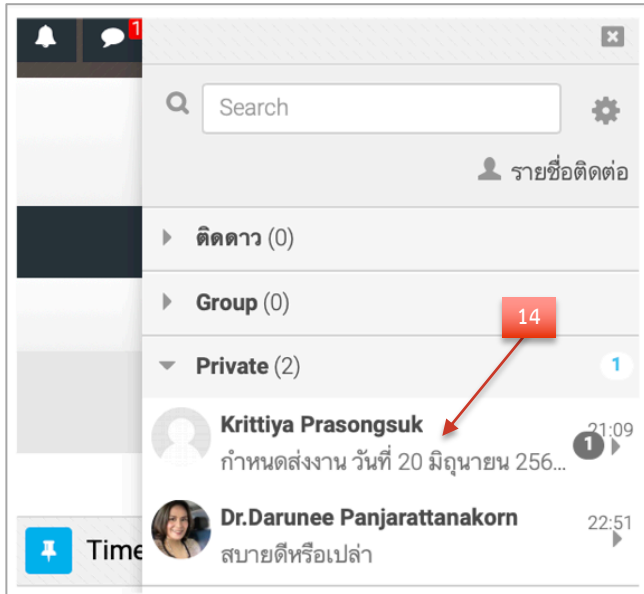 1
Search
รายชื่อติดต่อ
ติดดาว (0)
Group (0)
14
Private (2)
1
Krittiya Prasongsuk
21:09
กำหนดส่งงาน วันที่ 20 มิถุนายน 256...
1
Dr.Darunee Panjarattanakorn
22:51
Time
สบายดีหรือเปล่า